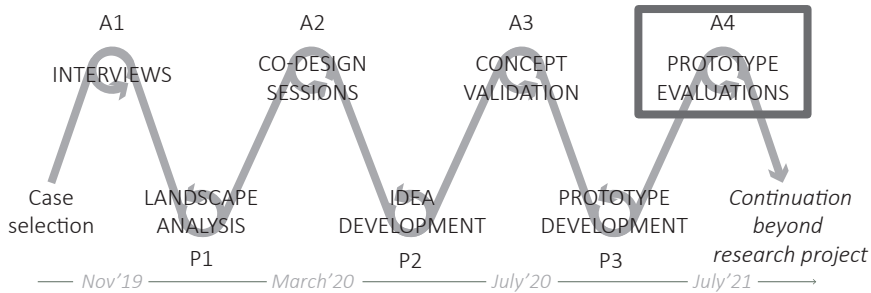 A1
A2
A3
A4
INTERVIEWS
CO-DESIGN
SESSIONS
CONCEPT
VALIDATION
PROTOTYPE
EVALUATIONS
Case
selection
LANDSCAPE
ANALYSIS
P1
IDEA
DEVELOPMENT
P2
PROTOTYPE
DEVELOPMENT
P3
Continuation
beyond
research project
Nov'19
March'20
July'20
July'21